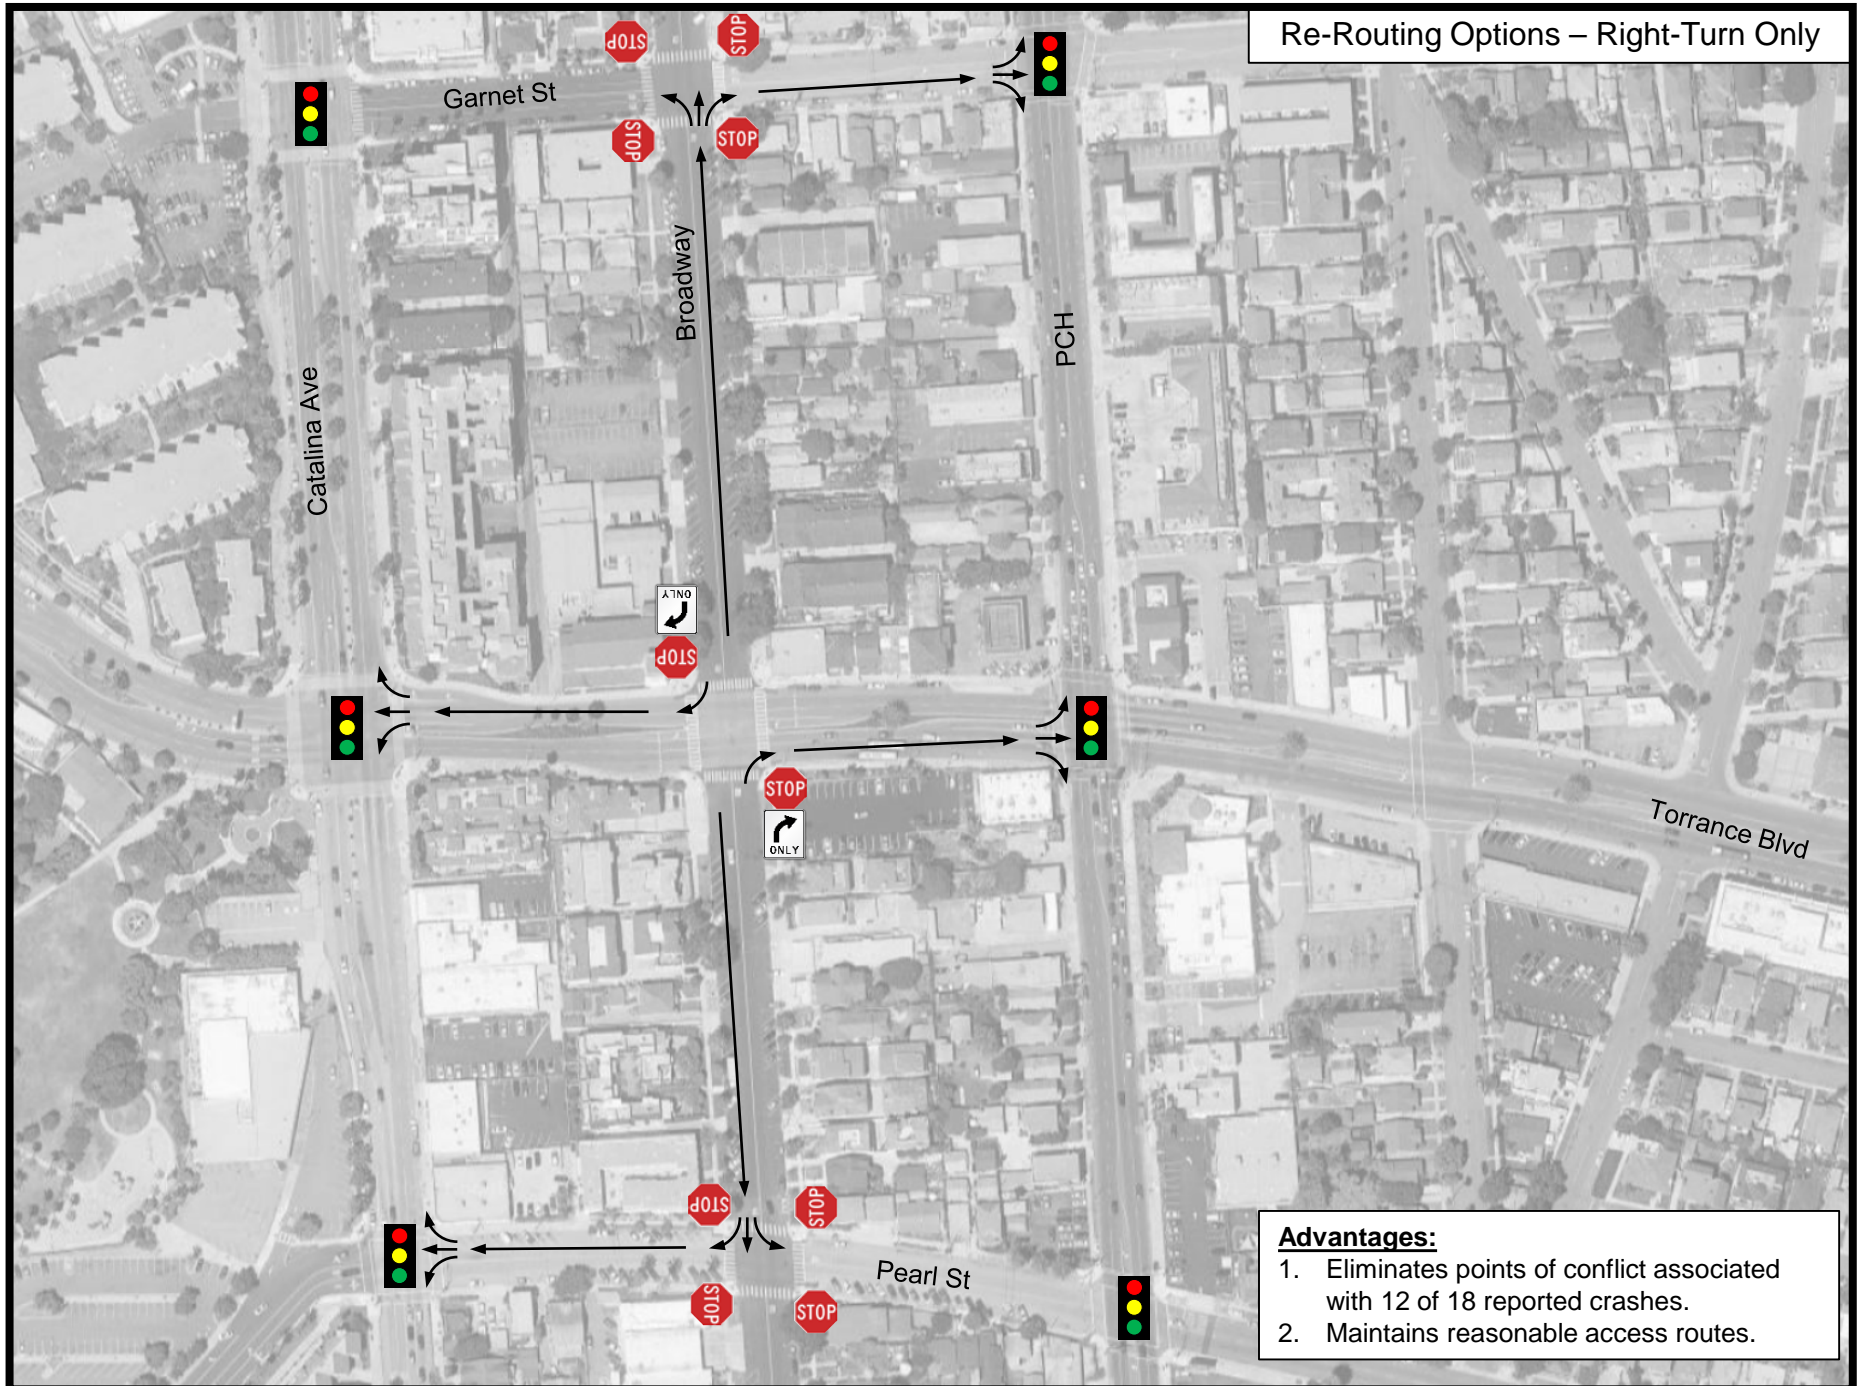 Re-Routing Options – Right-Turn Only
STOP
STOP
Garnet St
STOP
STOP
Broadway
PCH
Catalina Ave
ONLY
STOP
STOP
ONLY
Torrance Blvd
STOP
STOP
Pearl St
STOP
STOP
Advantages:
1. Eliminates points of conflict associated
with 12 of 18 reported crashes.
2. Maintains reasonable access routes.